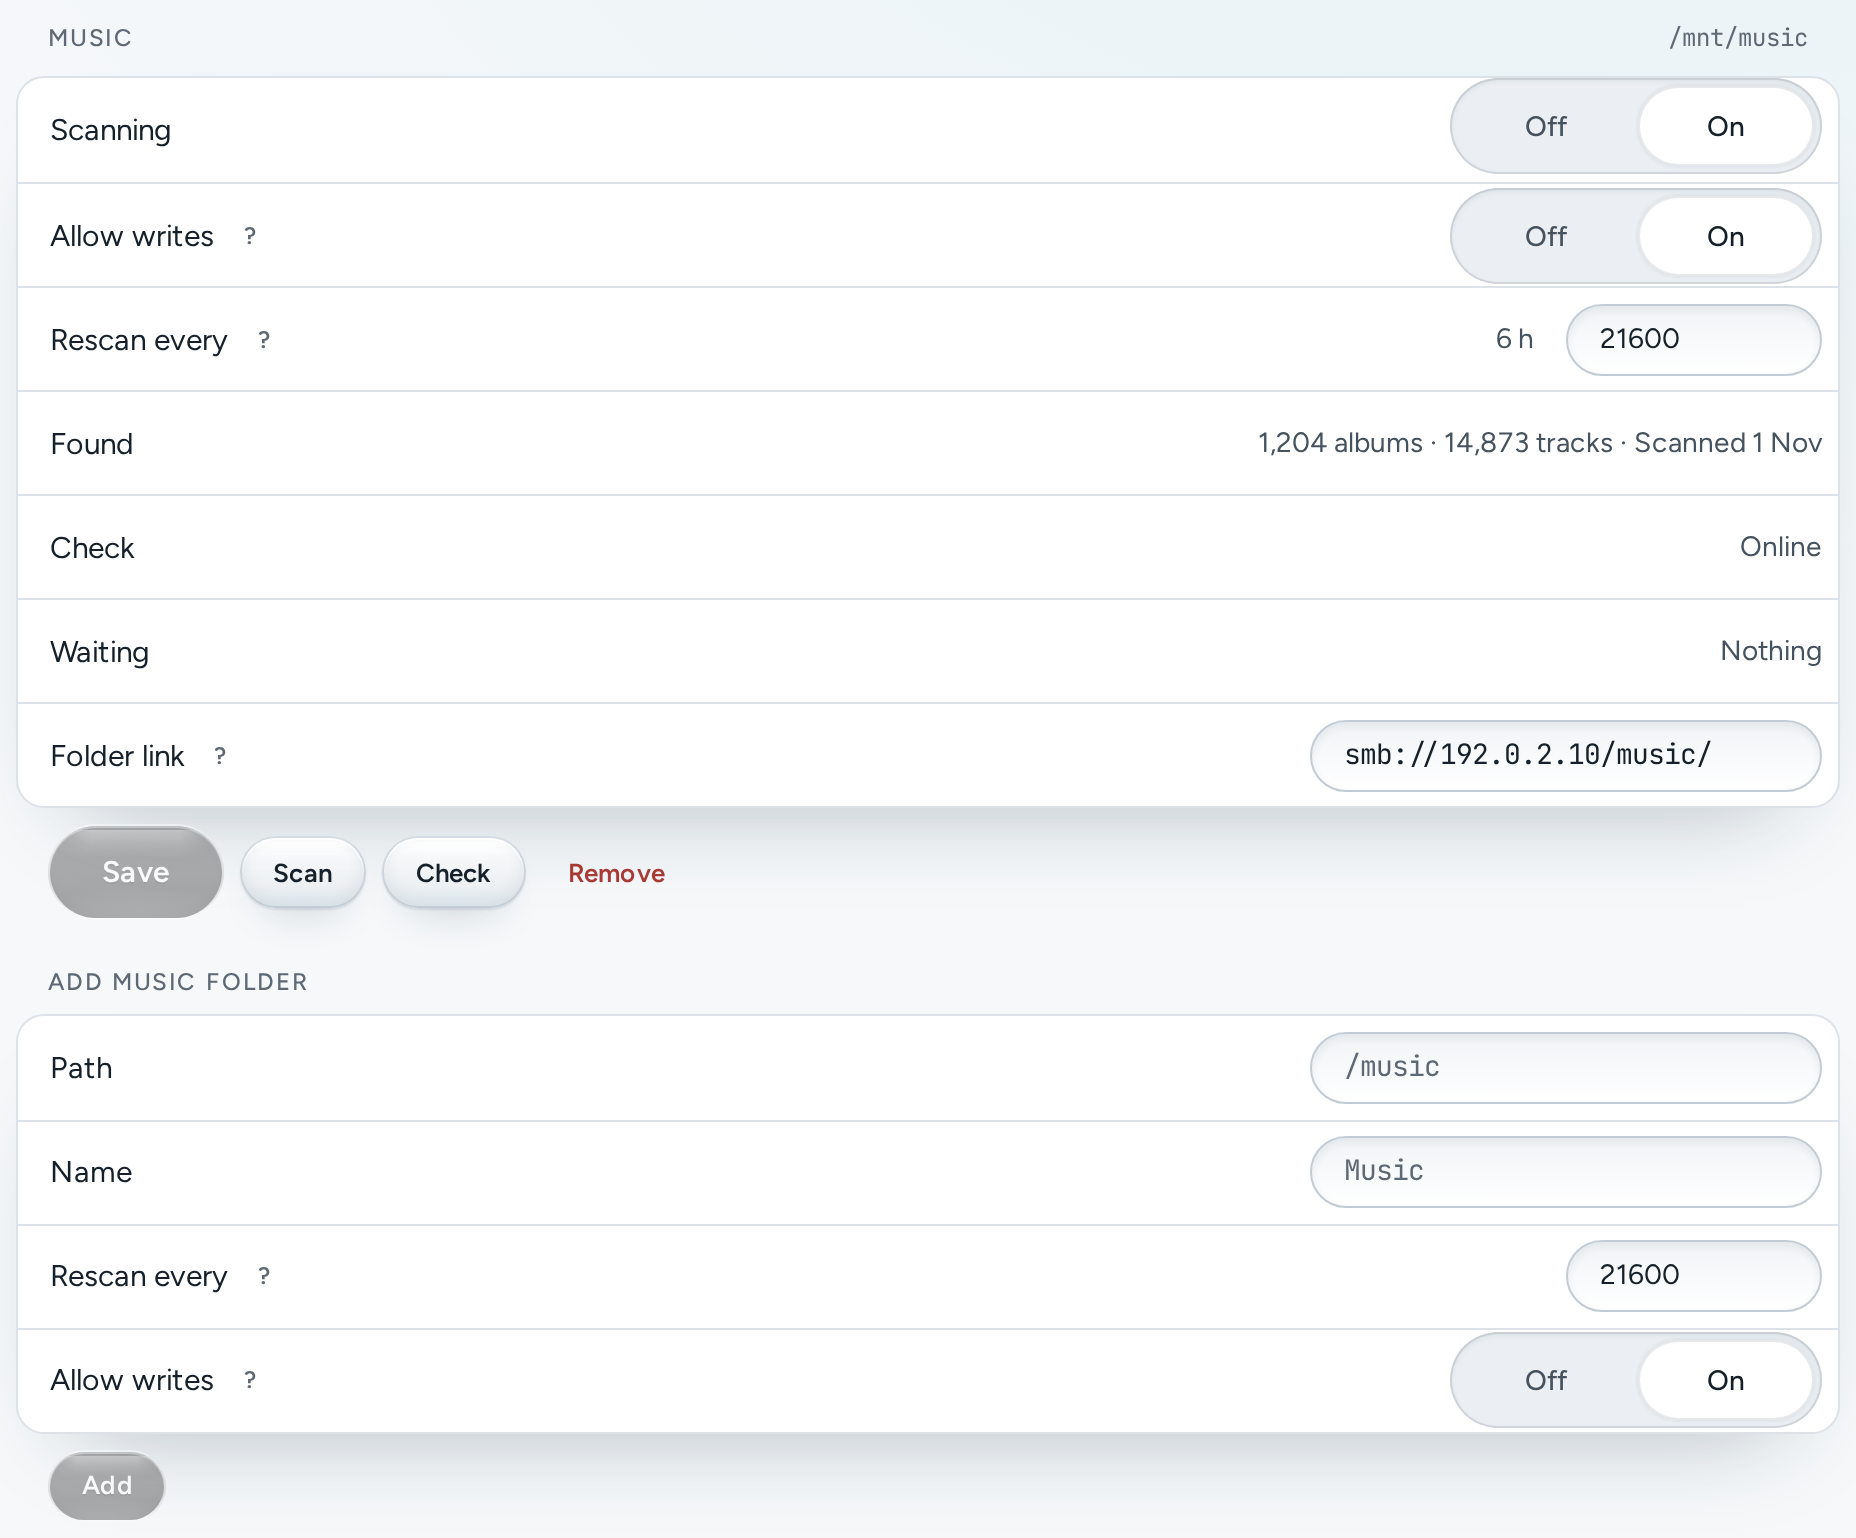 MUSIC /mnt/music
Scanning Off On
Allow writes ? Off On
Rescan every ? 6 h 21600
Found 1,204 albums · 14,873 tracks · Scanned 1 Nov
Check Online
Waiting Nothing
Folder link ? smb://192.0.2.10/music/
Save Scan Check Remove
ADD MUSIC FOLDER
Path /music
Name Music
Rescan every ? 21600
Allow writes ? Off On
Add